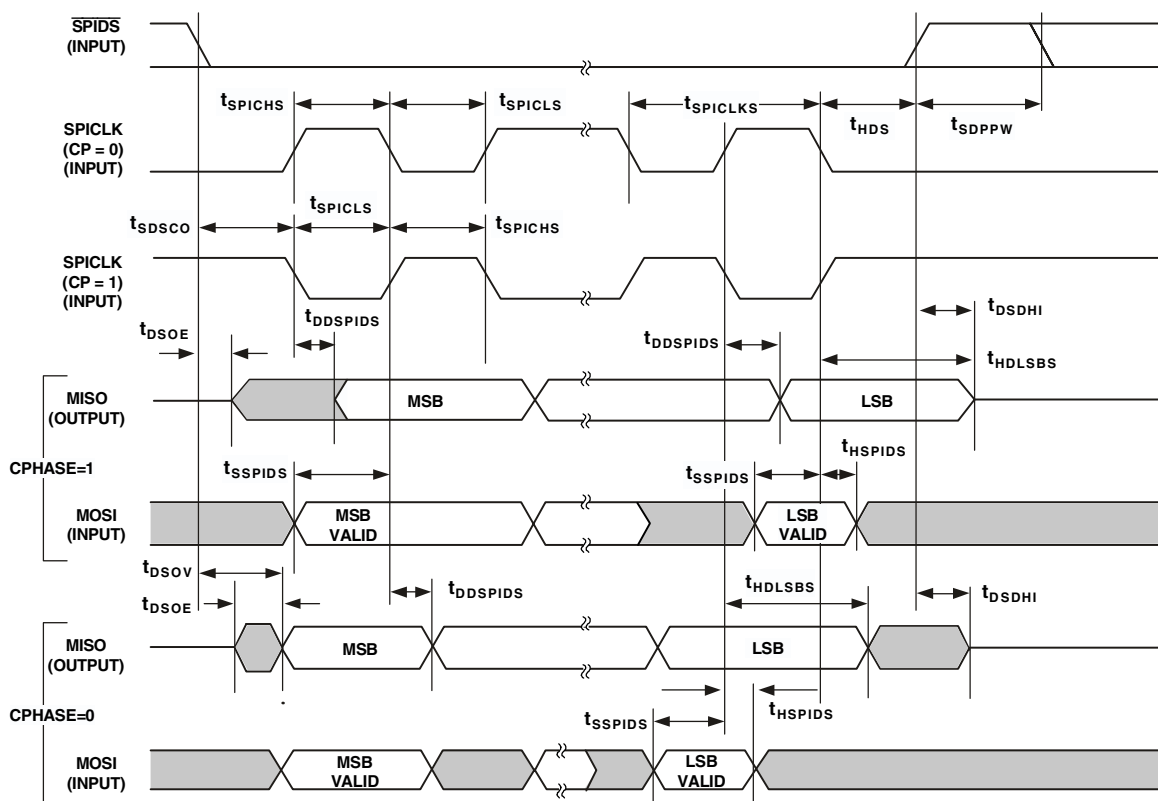 SPIDS
(INPUT)
tSPICHS
tSPICLS
tSPICLKS
tHDS
tSDPPW
SPICLK
(CP = 0)
(INPUT)
tSDSCO
tSPICLS
tSPICHS
SPICLK
(CP = 1)
(INPUT)
tDSOE
tDDSPIDS
tDDSPIDS
tDSDHI
tHDLSBS
MISO
(OUTPUT)
MSB
LSB
CPHASE=1
tSSPIDS
tSSPIDS
tHSPIDS
MOSI
(INPUT)
MSB
VALID
LSB
VALID
tDSOV
tDSOE
tDDSPIDS
tHDLSBS
tDSDHI
MISO
(OUTPUT)
MSB
LSB
CPHASE=0
tSSPIDS
tHSPIDS
MOSI
(INPUT)
MSB
VALID
LSB
VALID